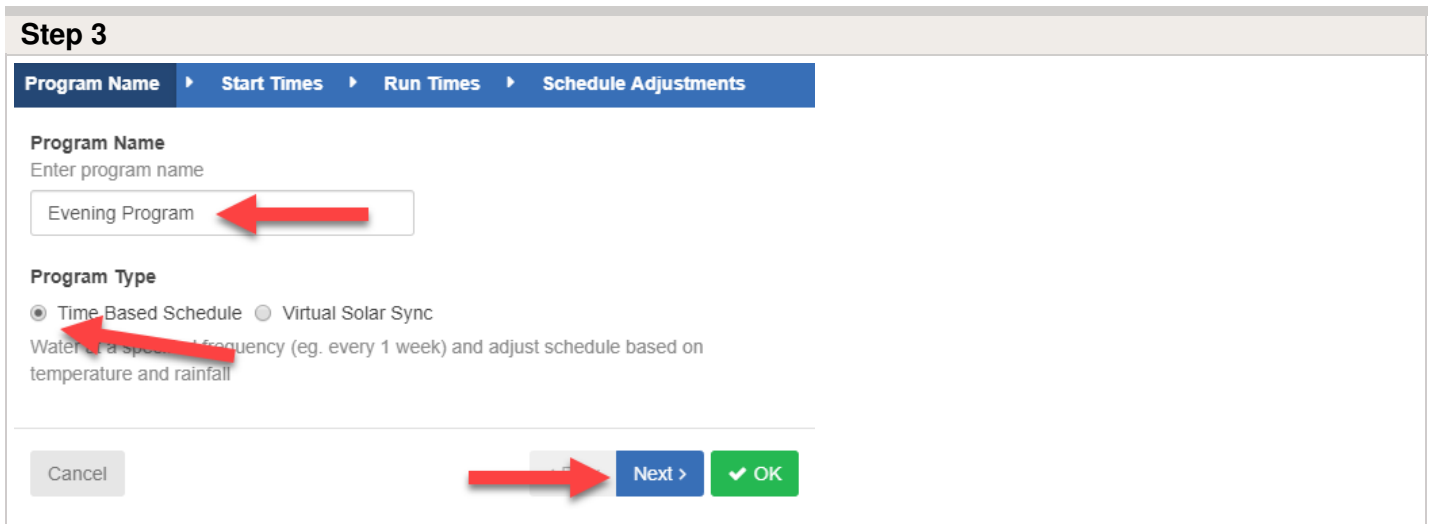 Step 3
Program Name Start Times Run Times Schedule Adjustments
Program Name
Enter program name
Evening Program
Program Type
Time Based Schedule Virtual Solar Sync
Water at a frequency (eg. every 1 week) and adjust schedule based on
temperature and rainfall
Cancel Next > OK